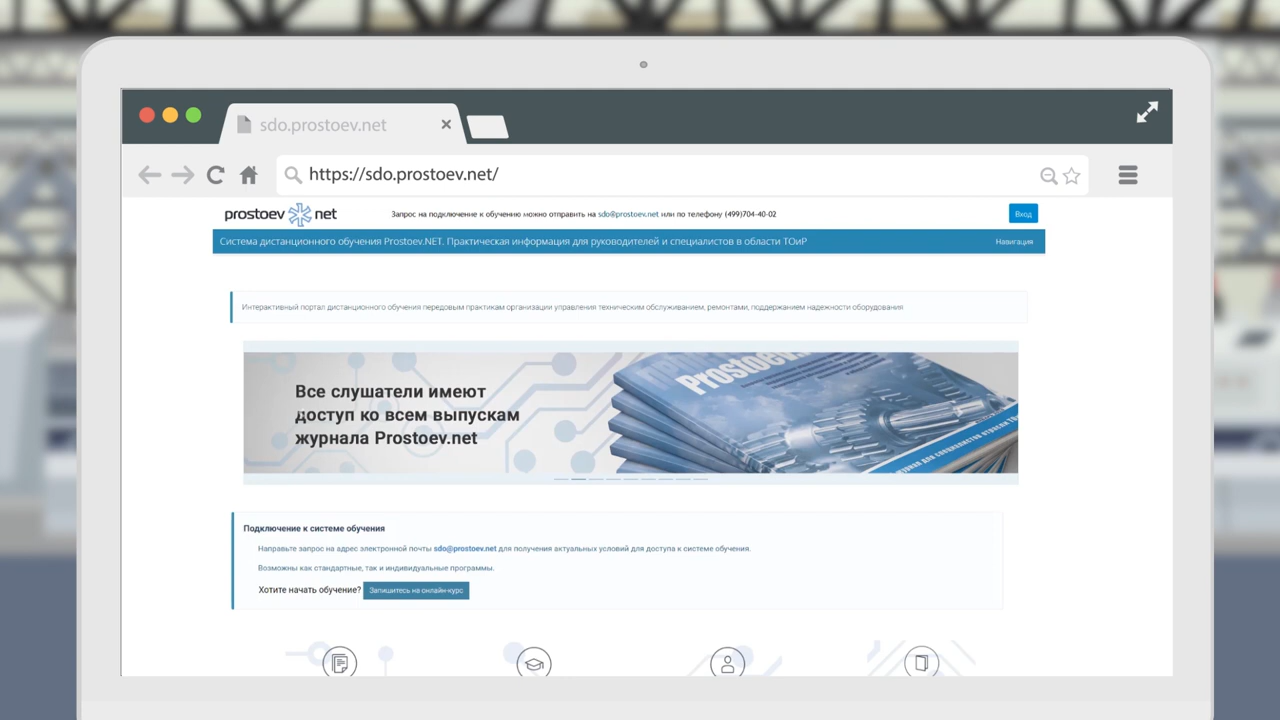 sdo.prostoev.net
https://sdo.prostoev.net/
prostoev net
Запрос на подключение к обучению можно отправить на sdo@prostoev.net или по телефону (499)704-40-02
Вход
Система дистанционного обучения Prostoev.NET. Практическая информация для руководителей и специалистов в области ТОиР
Навигация
Интерактивный портал дистанционного обучения передовым практикам организации управления техническим обслуживанием, ремонтами, поддержанием надежности оборудования
Все слушатели имеют
доступ ко всем выпускам
журнала Prostoev.net
Prostoev.
Подключение к системе обучения
Направьте запрос на адрес электронной почты sdo@prostoev.net для получения актуальных условий для доступа к системе обучения.
Возможны как стандартные, так и индивидуальные программы.
Хотите начать обучение? Запишитесь на онлайн-курс